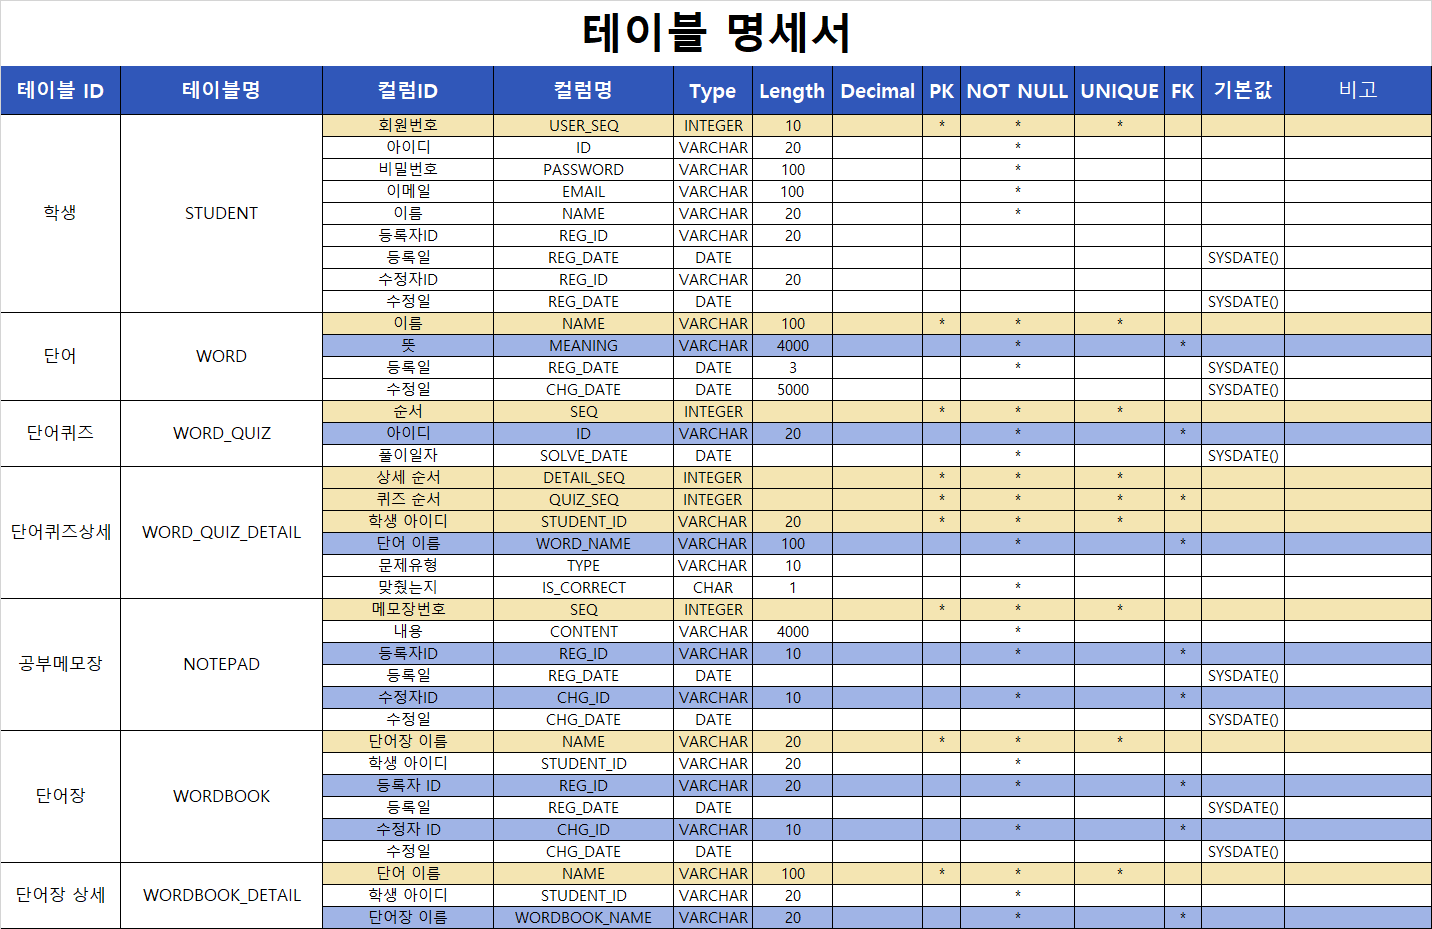 테이블 명세서
테이블 ID 테이블명 컬럼ID 컬럼명 Type Length Decimal PK NOT NULL UNIQUE FK 기본값 비고
학생 STUDENT 회원번호 USER_SEQ INTEGER 10 * * *
아이디 ID VARCHAR 20 *
비밀번호 PASSWORD VARCHAR 100 *
이메일 EMAIL VARCHAR 100 *
이름 NAME VARCHAR 20 *
등록자ID REG_ID VARCHAR 20
등록일 REG_DATE DATE SYSDATE()
수정자ID REG_ID VARCHAR 20
수정일 REG_DATE DATE SYSDATE()
단어 WORD 이름 NAME VARCHAR 100 * * *
뜻 MEANING VARCHAR 4000 * *
등록일 REG_DATE DATE 3 * SYSDATE()
수정일 CHG_DATE DATE 5000 SYSDATE()
단어퀴즈 WORD_QUIZ 순서 SEQ INTEGER * * *
아이디 ID VARCHAR 20 * *
풀이일자 SOLVE_DATE DATE * SYSDATE()
단어퀴즈상세 WORD_QUIZ_DETAIL 상세 순서 DETAIL_SEQ INTEGER * * *
퀴즈 순서 QUIZ_SEQ INTEGER * * * *
학생 아이디 STUDENT_ID VARCHAR 20 * * *
단어 이름 WORD_NAME VARCHAR 100 * *
문제유형 TYPE VARCHAR 10
맞췄는지 IS_CORRECT CHAR 1 *
공부메모장 NOTEPAD 메모장번호 SEQ INTEGER * * *
내용 CONTENT VARCHAR 4000 *
등록자ID REG_ID VARCHAR 10 * *
등록일 REG_DATE DATE SYSDATE()
수정자ID CHG_ID VARCHAR 10 * *
수정일 CHG_DATE DATE SYSDATE()
단어장 WORDBOOK 단어장 이름 NAME VARCHAR 20 * * *
학생 아이디 STUDENT_ID VARCHAR 20 *
등록자 ID REG_ID VARCHAR 20 * *
등록일 REG_DATE DATE SYSDATE()
수정자 ID CHG_ID VARCHAR 10 * *
수정일 CHG_DATE DATE SYSDATE()
단어장 상세 WORDBOOK_DETAIL 단어 이름 NAME VARCHAR 100 * * *
학생 아이디 STUDENT_ID VARCHAR 20 *
단어장 이름 WORDBOOK_NAME VARCHAR 20 * *